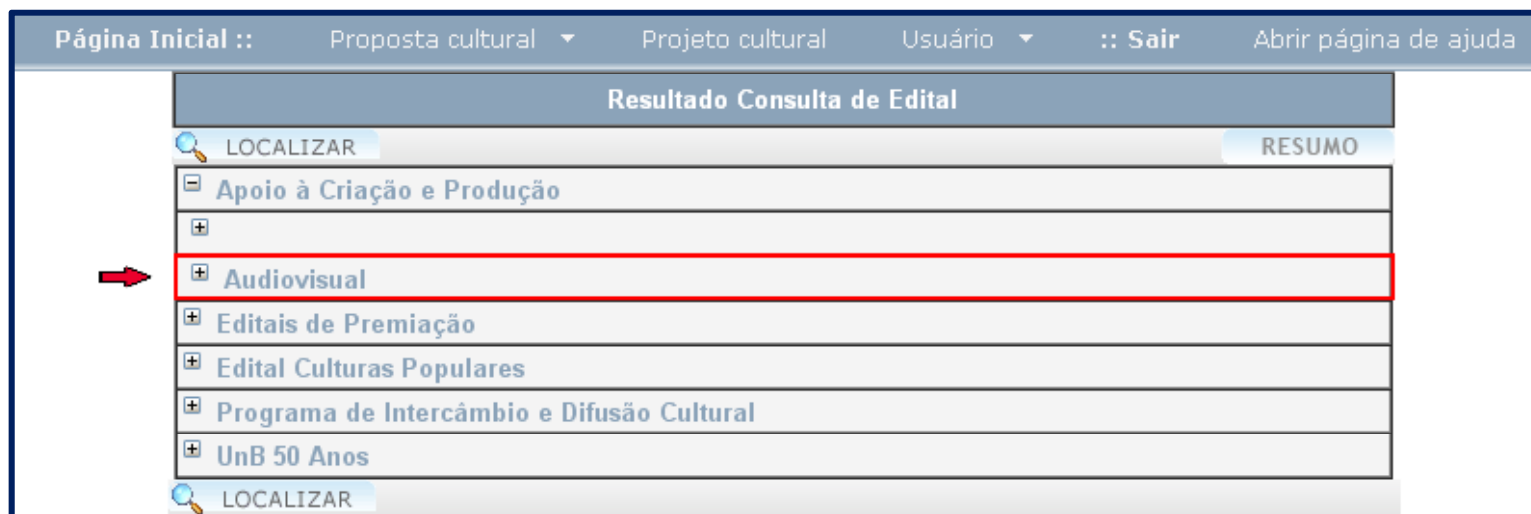 Página Inicial :: Proposta cultural Projeto cultural Usuário :: Sair Abrir página de ajuda
Resultado Consulta de Edital
LOCALIZAR RESUMO
Apoio à Criação e Produção
Audiovisual
Editais de Premiação
Edital Culturas Populares
Programa de Intercâmbio e Difusão Cultural
UnB 50 Anos
LOCALIZAR